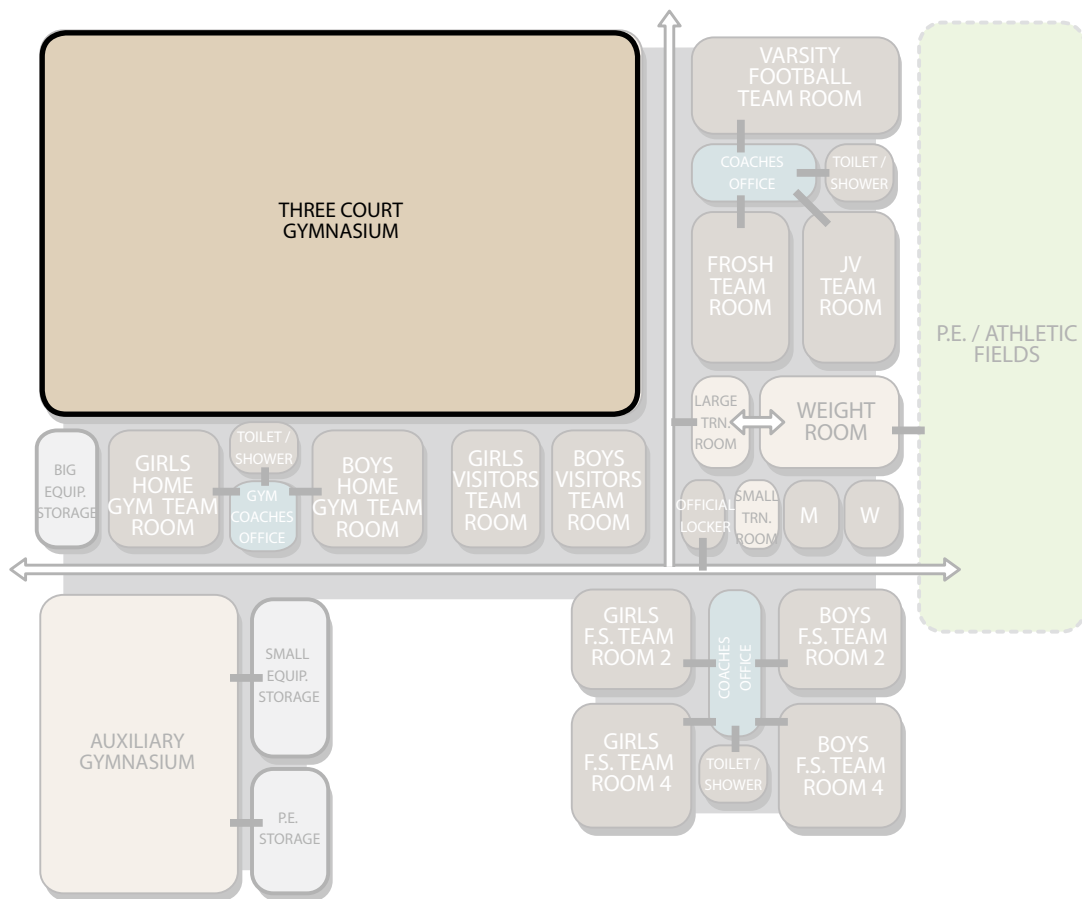 VARSITY
FOOTBALL
TEAM ROOM
COACHES
OFFICE
TOILET /
SHOWER
THREE COURT
GYMNASIUM
FROSH
TEAM
ROOM
JV
TEAM
ROOM
P.E. / ATHLETIC
FIELDS
LARGE
TRN.
ROOM
WEIGHT
ROOM
BIG
EQUIP.
STORAGE
GIRLS
HOME
GYM TEAM
ROOM
TOILET /
SHOWER
GYM
COACHES
OFFICE
BOYS
HOME
GYM TEAM
ROOM
GIRLS
VISITORS
TEAM
ROOM
BOYS
VISITORS
TEAM
ROOM
OFFICIAL
LOCKER
SMALL
TRN.
ROOM
M
W
AUXILIARY
GYMNASIUM
SMALL
EQUIP.
STORAGE
P.E.
STORAGE
GIRLS
F.S. TEAM
ROOM 2
COACHES
OFFICE
BOYS
F.S. TEAM
ROOM 2
GIRLS
F.S. TEAM
ROOM 4
TOILET /
SHOWER
BOYS
F.S. TEAM
ROOM 4